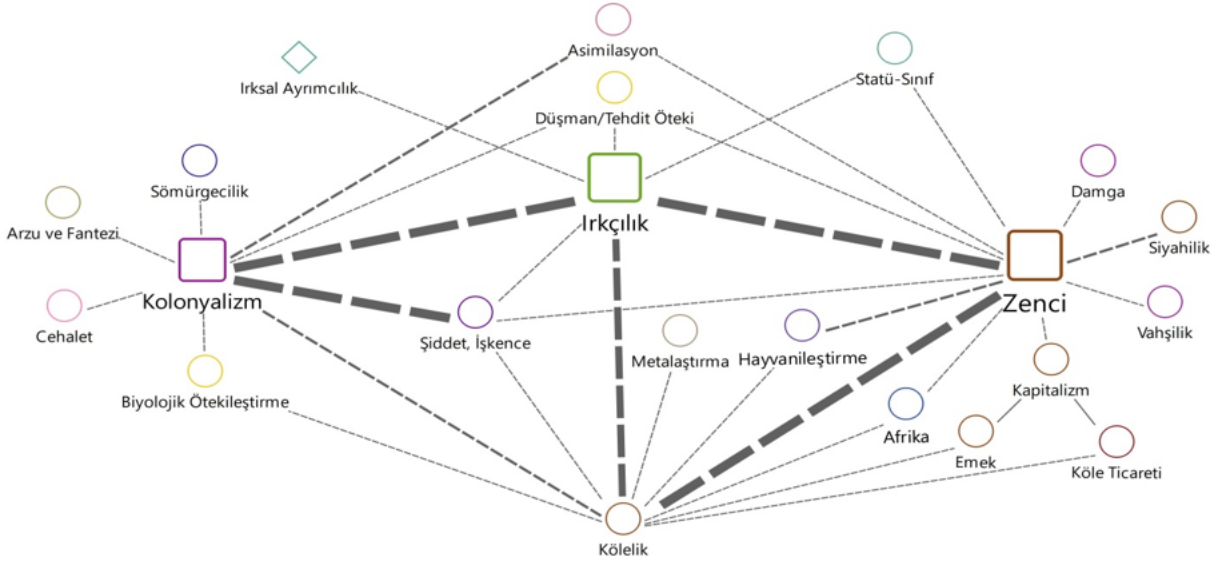 Asimilasyon
Irksal Ayrımcılık
Statü-Sınıf
Düşman/Tehdit Öteki
Sömürgecilik
Damga
Arzu ve Fantezi
Irkçılık
Siyahilik
Kolonyalizm
Zenci
Cehalet
Şiddet, İşkence
Metalaştırma
Hayvanileştirme
Vahşilik
Biyolojik Ötekileştirme
Kapitalizm
Afrika
Emek
Köle Ticareti
Kölelik